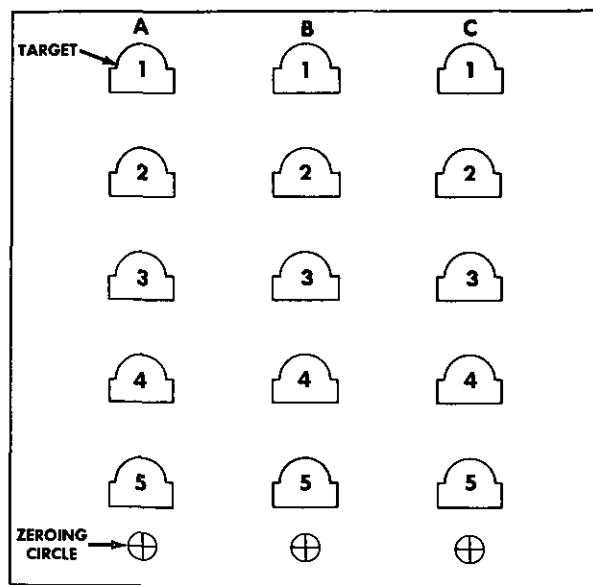 A B C
TARGET
1 1 1
2 2 2
3 3 3
4 4 4
5 5 5
ZEROING
CIRCLE